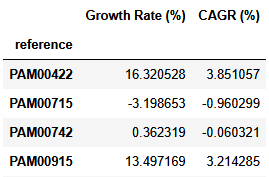 Growth Rate (%) CAGR (%)
reference
PAM00422 16.320528 3.851057
PAM00715 -3.198653 -0.960299
PAM00742 0.362319 -0.060321
PAM00915 13.497169 3.214285